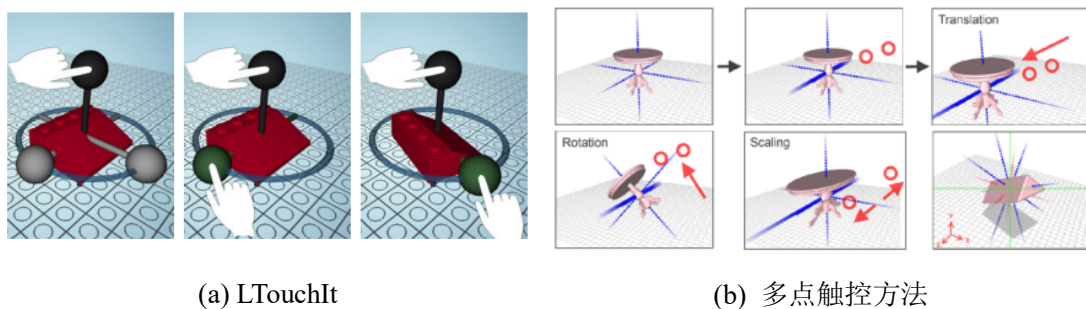 Translation
Rotation
Scaling
(a) LTouchIt
(b) 多点触控方法